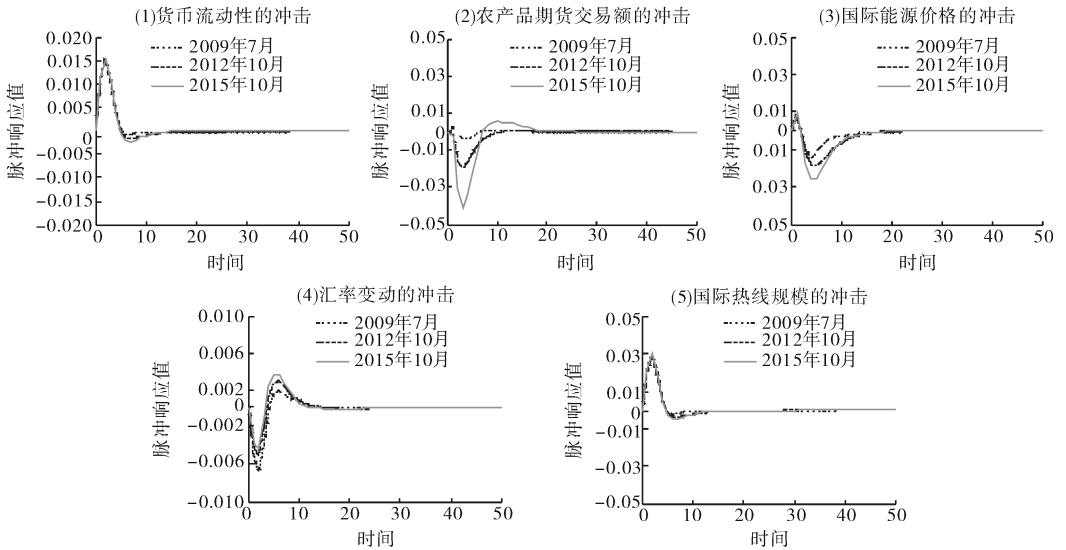 (1)货币流动性的冲击
0.020
0.015
0.010
0.005
0
−0.005
−0.010
−0.015
−0.020
脉冲响应值
2009年7月
2012年10月
2015年10月
0 10 20 30 40 50
时间
(2)农产品期货交易额的冲击
0.05
0.03
0.01
0
−0.01
−0.03
−0.05
脉冲响应值
2009年7月
2012年10月
2015年10月
0 10 20 30 40 50
时间
(3)国际能源价格的冲击
0.05
0.03
0.01
0
0.01
0.03
0.05
脉冲响应值
2009年7月
2012年10月
2015年10月
0 10 20 30 40 50
时间
(4)汇率变动的冲击
0.010
0.006
0.002
0
−0.002
−0.006
−0.010
脉冲响应值
2009年7月
2012年10月
2015年10月
0 10 20 30 40 50
时间
(5)国际热线规模的冲击
0.05
0.03
0.01
0
−0.01
−0.03
−0.05
脉冲响应值
2009年7月
2012年10月
2015年10月
0 10 20 30 40 50
时间